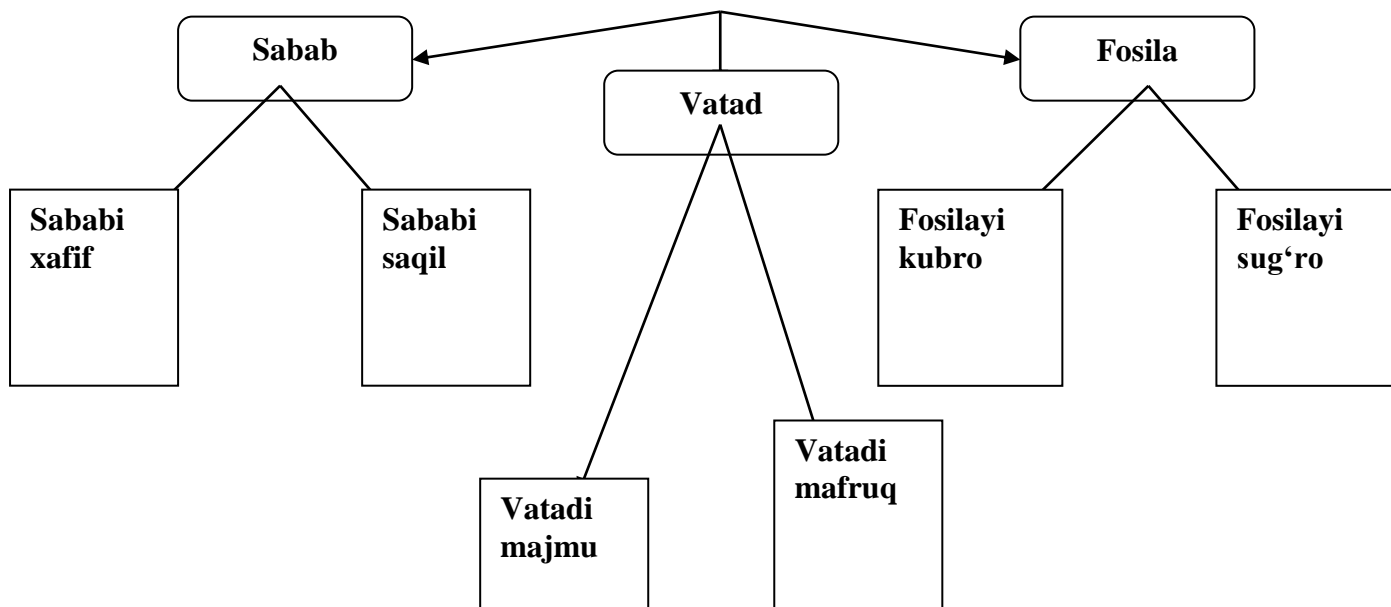 Sabab
Vatad
Fosila
Sababi
xafif
Sababi
saqil
Fosilayi
kubro
Fosilayi
sug‘ro
Vatadi
majmu
Vatadi
mafruq